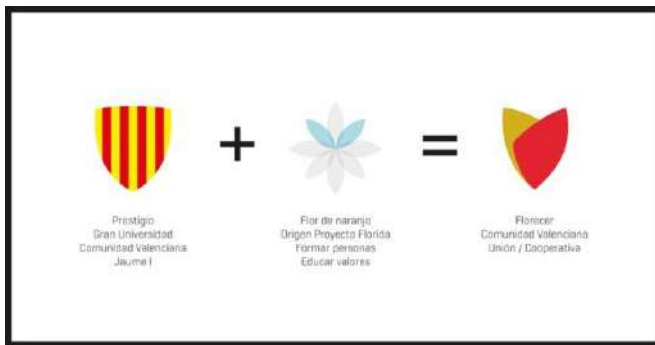 +
=
Prestigio
Gran Universidad
Comunidad Valenciana
Jaume I
Flor de naranjo
Origen Proyecto Florida
Formar personas
Educar valores
Florecer
Comunidad Valenciana
Unión / Cooperativa